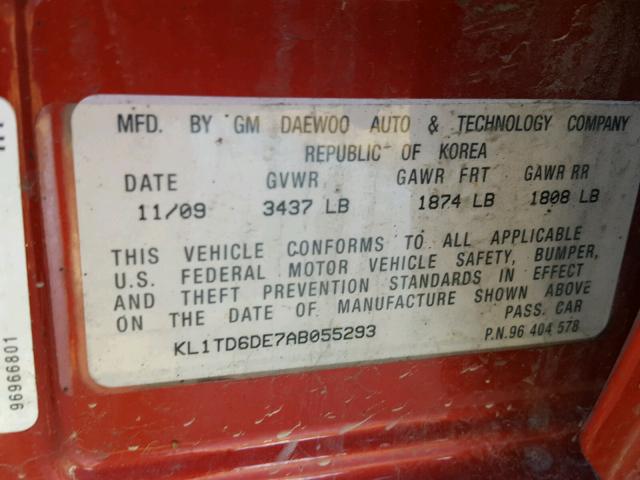 MFD. BY GM DAEWOO AUTO & TECHNOLOGY COMPANY
REPUBLIC OF KOREA
DATE GVWR GAWR FRT GAWR RR
11/09 3437 LB 1874 LB 1808 LB
THIS VEHICLE CONFORMS TO ALL APPLICABLE
U.S. FEDERAL MOTOR VEHICLE SAFETY, BUMPER,
AND THEFT PREVENTION STANDARDS IN EFFECT
ON THE DATE OF MANUFACTURE SHOWN ABOVE
PASS. CAR
KL1TD6DE7AB055293 P.N.96 404 578
96966801